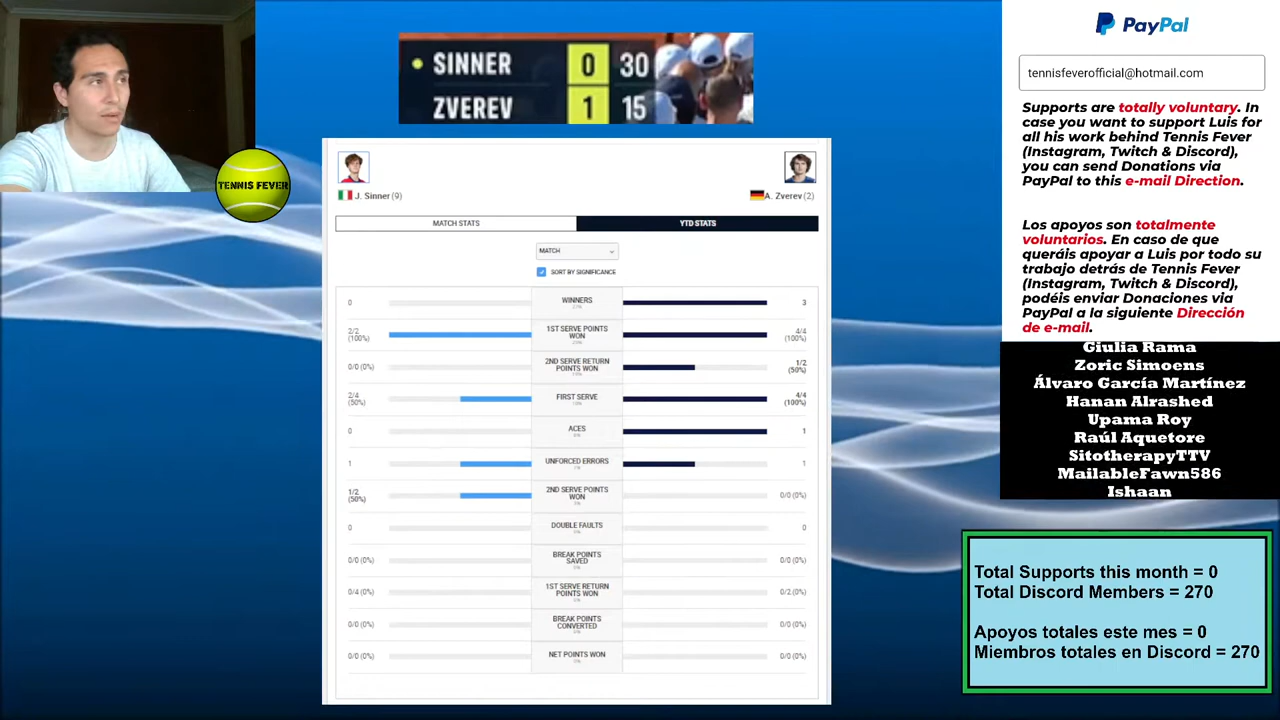 SINNER 0 30
ZVEREV 1 15
TENNIS FEVER
J. Sinner (9)
A. Zverev (2)
MATCH STATS
YTD STATS
MATCH
SORT BY SIGNIFICANCE
0 WINNERS 3
2/2 (100%) 1ST SERVE POINTS WON 4/4 (100%)
0/0 (0%) 2ND SERVE RETURN POINTS WON 1/2 (50%)
2/4 (50%) FIRST SERVE 4/4 (100%)
0 ACES 1
1 UNFORCED ERRORS 1
1/2 (50%) 2ND SERVE POINTS WON 0/0 (0%)
0 DOUBLE FAULTS 0
0/0 (0%) BREAK POINTS SAVED 0/0 (0%)
0/4 (0%) 1ST SERVE RETURN POINTS WON 0/2 (0%)
0/0 (0%) BREAK POINTS CONVERTED 0/0 (0%)
0/0 (0%) NET POINTS WON 0/0 (0%)
PayPal
tennisfeverofficial@hotmail.com
Supports are totally voluntary. In
case you want to support Luis for
all his work behind Tennis Fever
(Instagram, Twitch & Discord),
you can send Donations via
PayPal to this e-mail Direction.
Los apoyos son totalmente
voluntarios. En caso de que
queráis apoyar a Luis por todo su
trabajo detrás de Tennis Fever
(Instagram, Twitch & Discord),
podéis enviar Donaciones via
PayPal a la siguiente Dirección
de e-mail.
Giulia Rama
Zoric Simoens
Álvaro García Martínez
Hanan Alrashed
Upama Roy
Raúl Aquetore
SitotherapyTTV
MailableFawn586
Ishaan
Total Supports this month = 0
Total Discord Members = 270
Apoyos totales este mes = 0
Miembros totales en Discord = 270